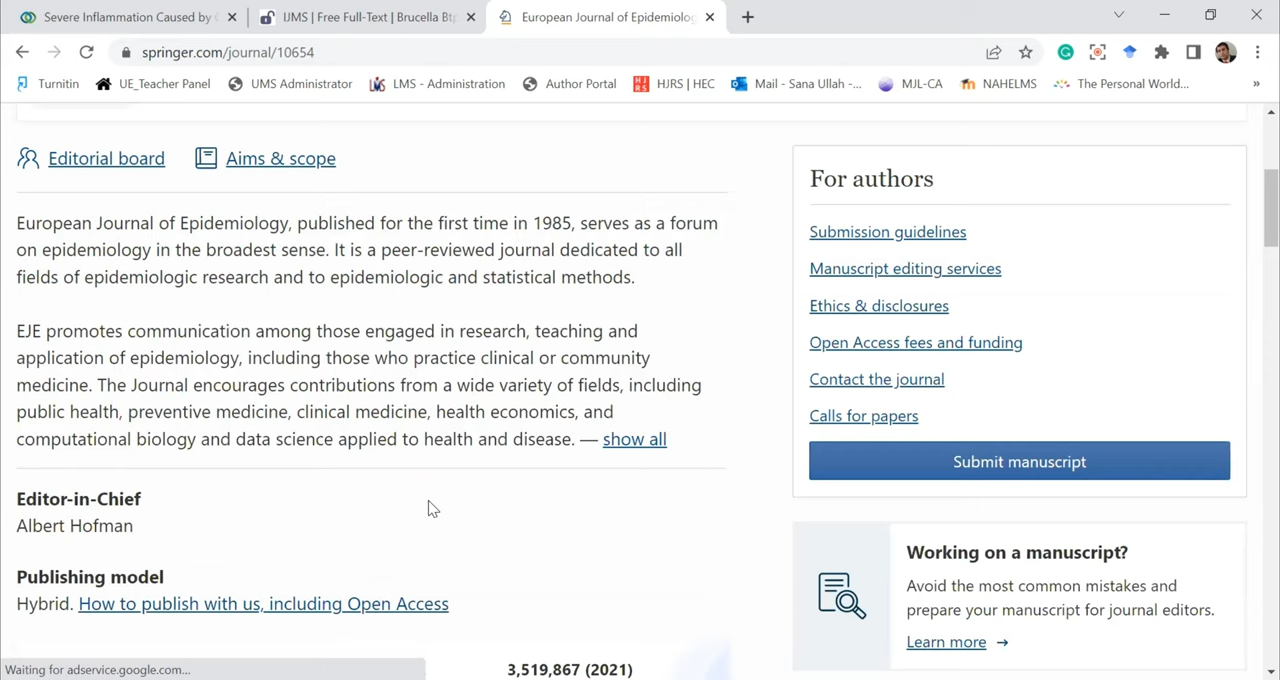 Severe Inflammation Caused by
IJMS | Free Full-Text | Brucella Btp
European Journal of Epidemiolo
springer.com/journal/10654
Turnitin
UE_Teacher Panel
UMS Administrator
LMS - Administration
Author Portal
HJRS | HEC
Mail - Sana Ullah -...
MJL-CA
NAHELMS
The Personal World...
»
Editorial board
Aims & scope
European Journal of Epidemiology, published for the first time in 1985, serves as a forum
on epidemiology in the broadest sense. It is a peer-reviewed journal dedicated to all
fields of epidemiologic research and to epidemiologic and statistical methods.
EJE promotes communication among those engaged in research, teaching and
application of epidemiology, including those who practice clinical or community
medicine. The Journal encourages contributions from a wide variety of fields, including
public health, preventive medicine, clinical medicine, health economics, and
computational biology and data science applied to health and disease. — show all
Editor-in-Chief
Albert Hofman
Publishing model
Hybrid. How to publish with us, including Open Access
3,519,867 (2021)
Waiting for adservice.google.com...
For authors
Submission guidelines
Manuscript editing services
Ethics & disclosures
Open Access fees and funding
Contact the journal
Calls for papers
Submit manuscript
Working on a manuscript?
Avoid the most common mistakes and
prepare your manuscript for journal editors.
Learn more →